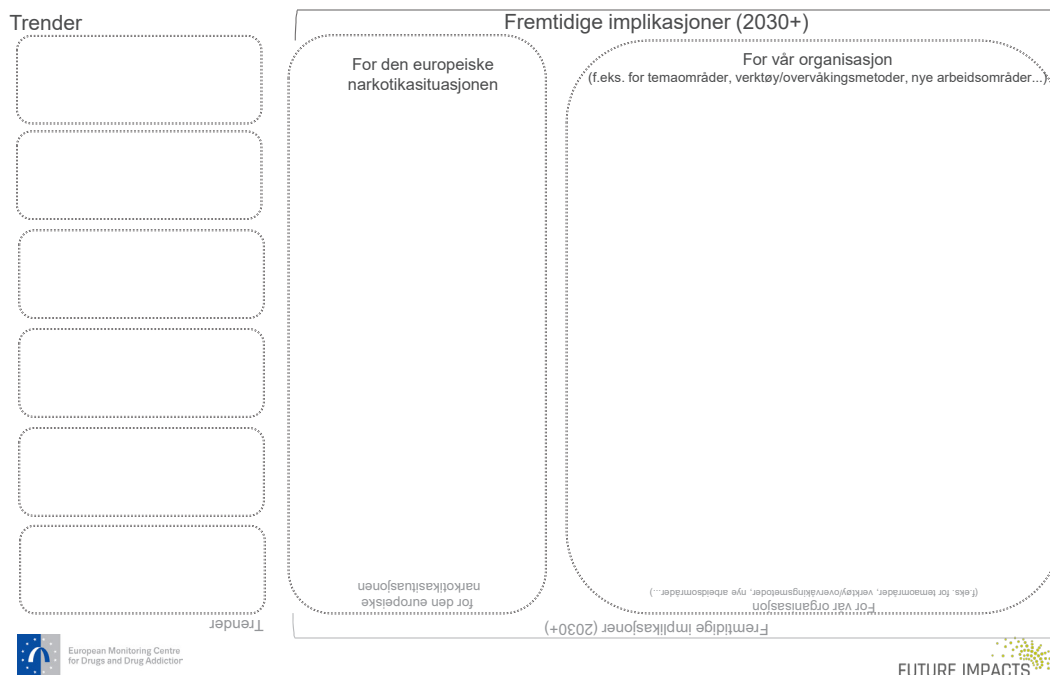 Trender
Fremtidige implikasjoner (2030+)
For den europeiske
narkotikasituasjonen
For vår organisasjon
(f.eks. for temaområder, verktøy/overvåkingsmetoder, nye arbeidsområder...)
for den europeiske
narkotikasituasjonen
For vår organisasjon
(f.eks. for temaområder, verktøy/overvåkingsmetoder, nye arbeidsområder...)
Trender
Fremtidige implikasjoner (2030+)
European Monitoring Centre
for Drugs and Drug Addiction
FUTURE IMPACTS